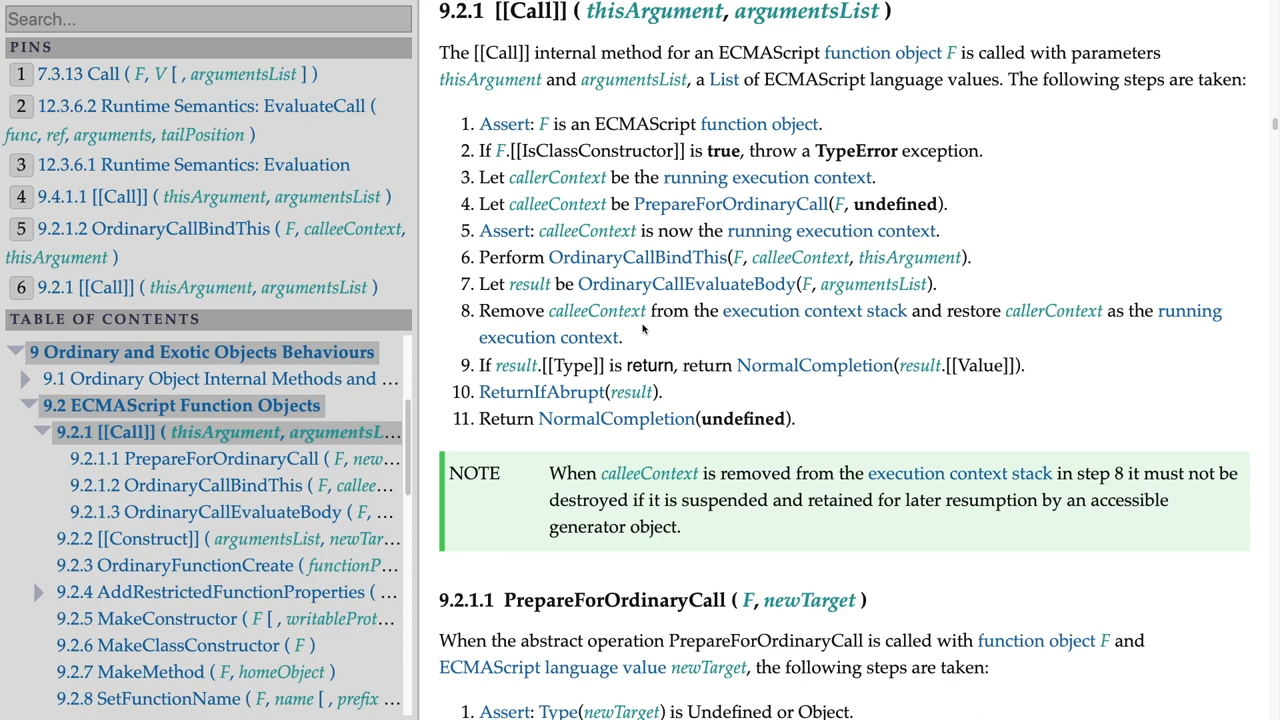 Search...
PINS
1 7.3.13 Call ( F, V [ , argumentsList ] )
2 12.3.6.2 Runtime Semantics: EvaluateCall (
func, ref, arguments, tailPosition )
3 12.3.6.1 Runtime Semantics: Evaluation
4 9.4.1.1 [[Call]] ( thisArgument, argumentsList )
5 9.2.1.2 OrdinaryCallBindThis ( F, calleeContext,
thisArgument )
6 9.2.1 [[Call]] ( thisArgument, argumentsList )
TABLE OF CONTENTS
9 Ordinary and Exotic Objects Behaviours
9.1 Ordinary Object Internal Methods and ...
9.2 ECMAScript Function Objects
9.2.1 [[Call]] ( thisArgument, argumentsL...
9.2.1.1 PrepareForOrdinaryCall ( F, new...
9.2.1.2 OrdinaryCallBindThis ( F, callee...
9.2.1.3 OrdinaryCallEvaluateBody ( F, ...
9.2.2 [[Construct]] ( argumentsList, newTar...
9.2.3 OrdinaryFunctionCreate ( functionP...
9.2.4 AddRestrictedFunctionProperties ( ...
9.2.5 MakeConstructor ( F [ , writableProt...
9.2.6 MakeClassConstructor ( F )
9.2.7 MakeMethod ( F, homeObject )
9.2.8 SetFunctionName ( F, name [ , prefix ...
9.2.1 [[Call]] ( thisArgument, argumentsList )
The [[Call]] internal method for an ECMAScript function object F is called with parameters
thisArgument and argumentsList, a List of ECMAScript language values. The following steps are taken:
1. Assert: F is an ECMAScript function object.
2. If F.[[IsClassConstructor]] is true, throw a TypeError exception.
3. Let callerContext be the running execution context.
4. Let calleeContext be PrepareForOrdinaryCall(F, undefined).
5. Assert: calleeContext is now the running execution context.
6. Perform OrdinaryCallBindThis(F, calleeContext, thisArgument).
7. Let result be OrdinaryCallEvaluateBody(F, argumentsList).
8. Remove calleeContext from the execution context stack and restore callerContext as the running
execution context.
9. If result.[[Type]] is return, return NormalCompletion(result.[[Value]]).
10. ReturnIfAbrupt(result).
11. Return NormalCompletion(undefined).
NOTE When calleeContext is removed from the execution context stack in step 8 it must not be
destroyed if it is suspended and retained for later resumption by an accessible
generator object.
9.2.1.1 PrepareForOrdinaryCall ( F, newTarget )
When the abstract operation PrepareForOrdinaryCall is called with function object F and
ECMAScript language value newTarget, the following steps are taken:
1. Assert: Type(newTarget) is Undefined or Object.